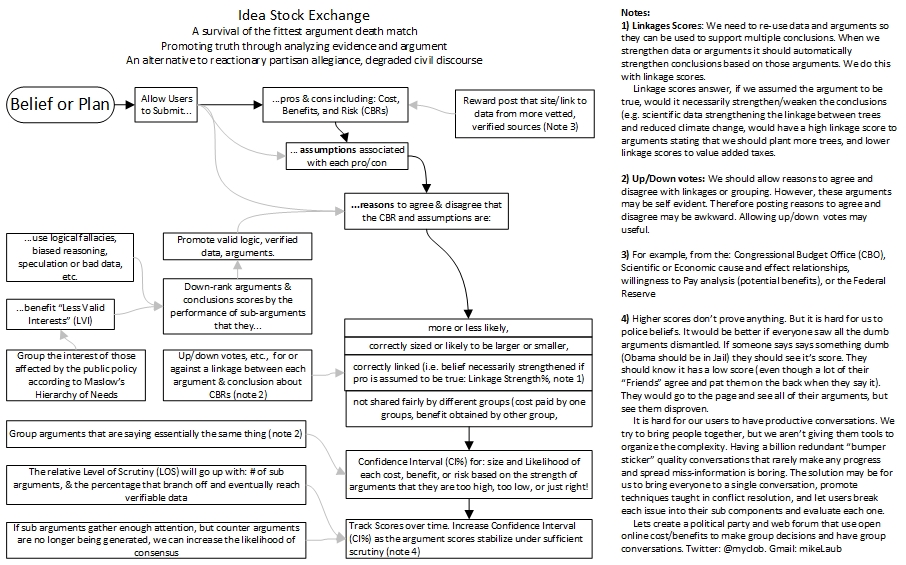 Idea Stock Exchange
A survival of the fittest argument death match
Promoting truth through analyzing evidence and argument
An alternative to reactionary partisan allegiance, degraded civil discourse
Belief or Plan
Allow Users
to Submit...
...pros & cons including: Cost,
Benefits, and Risk (CBRs)
Reward post that site/link to
data from more vetted,
verified sources (Note 3)
... assumptions associated
with each pro/con
...reasons to agree & disagree that
the CBR and assumptions are:
...use logical fallacies,
biased reasoning,
speculation or bad data,
etc.
Promote valid logic, verified
data, arguments.
Down-rank arguments &
conclusions scores by the
performance of sub-arguments
that they...
...benefit "Less Valid
Interests" (LVI)
Group the interest of those
affected by the public policy
according to Maslow's
Hierarchy of Needs
Up/down votes, etc., for or
against a linkage between each
argument & conclusion about
CBRs (note 2)
more or less likely,
correctly sized or likely to be larger or smaller,
correctly linked (i.e. belief necessarily strengthened if
pro is assumed to be true: Linkage Strength%, note 1)
not shared fairly by different groups (cost paid by one
groups, benefit obtained by other group,
Group arguments that are saying essentially the same thing (note 2)
Confidence Interval (CI%) for: size and Likelihood of
each cost, benefit, or risk based on the strength of
arguments that they are too high, too low, or just right!
The relative Level of Scrutiny (LOS) will go up with: # of sub
arguments, & the percentage that branch off and eventually reach
verifiable data
If sub arguments gather enough attention, but counter arguments
are no longer being generated, we can increase the likelihood of
consensus
Track Scores over time. Increase Confidence Interval
(CI%) as the argument scores stabilize under sufficient
scrutiny (note 4)
Notes:
1) Linkages Scores: We need to re-use data and arguments so
they can be used to support multiple conclusions. When we
strengthen data or arguments it should automatically
strengthen conclusions based on those arguments. We do this
with linkage scores.
Linkage scores answer, if we assumed the argument to be
true, would it necessarily strengthen/weaken the conclusions
(e.g. scientific data strengthening the linkage between trees
and reduced climate change, would have a high linkage score to
arguments stating that we should plant more trees, and lower
linkage scores to value added taxes.
2) Up/Down votes: We should allow reasons to agree and
disagree with linkages or grouping. However, these arguments
may be self evident. Therefore posting reasons to agree and
disagree may be awkward. Allowing up/down votes may
useful.
3) For example, from the: Congressional Budget Office (CBO),
Scientific or Economic cause and effect relationships,
willingness to Pay analysis (potential benefits), or the Federal
Reserve
4) Higher scores don't prove anything. But it is hard for us to
police beliefs. It would be better if everyone saw all the dumb
arguments dismantled. If someone says something dumb
(Obama should be in Jail) they should see it's score. They
should know it has a low score (even though a lot of their
"Friends" agree and pat them on the back when they say it).
They would go to the page and see all of their arguments, but
see them disproven.
It is hard for our users to have productive conversations. We
try to bring people together, but we aren't giving them tools to
organize the complexity. Having a billion redundant "bumper
sticker" quality conversations that rarely make any progress
and spread miss-information is boring. The solution may be for
us to bring everyone to a single conversation, promote
techniques taught in conflict resolution, and let users break
each issue into their sub components and evaluate each one.
Lets create a political party and web forum that use open
online cost/benefits to make group decisions and have group
conversations. Twitter: @myclob. Gmail: mikeLaub